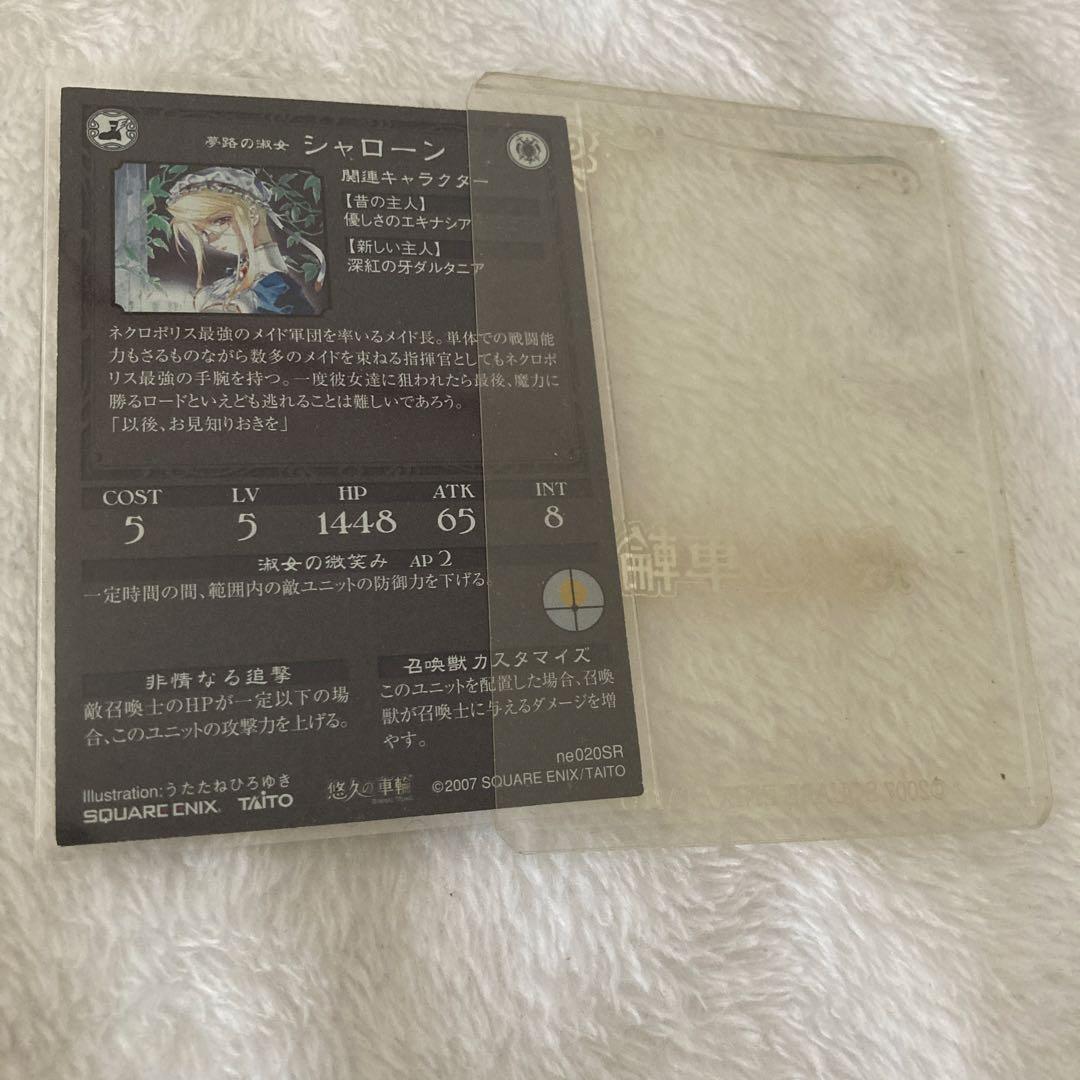 夢路の淑女 シャローン
関連キャラクター
【昔の主人】
優しさのエキナシア
【新しい主人】
深紅の牙ダルタニア
ネクロポリス最強のメイド軍団を率いるメイド長。単体での戦闘能
力もさるものながら数多のメイドを束ねる指揮官としてもネクロポ
リス最強の手腕を持つ。一度彼女達に狙われたら最後、魔力に
勝るロードといえども逃れることは難しいであろう。
「以後、お見知りおきを」
COST LV HP ATK INT
5 5 1448 65 8
淑女の微笑み AP 2
一定時間の間、範囲内の敵ユニットの防御力を下げる。
非情なる追撃
敵召喚士のHPが一定以下の場
合、このユニットの攻撃力を上げる。
召喚獣カスタマイズ
このユニットを配置した場合、召喚
獣が召喚士に与えるダメージを増
やす。
ne020SR
Illustration:うたたねひろゆき
SQUARE ENIX. TAITO
悠久の車輪
©2007 SQUARE ENIX/TAITO
車輪
©2007